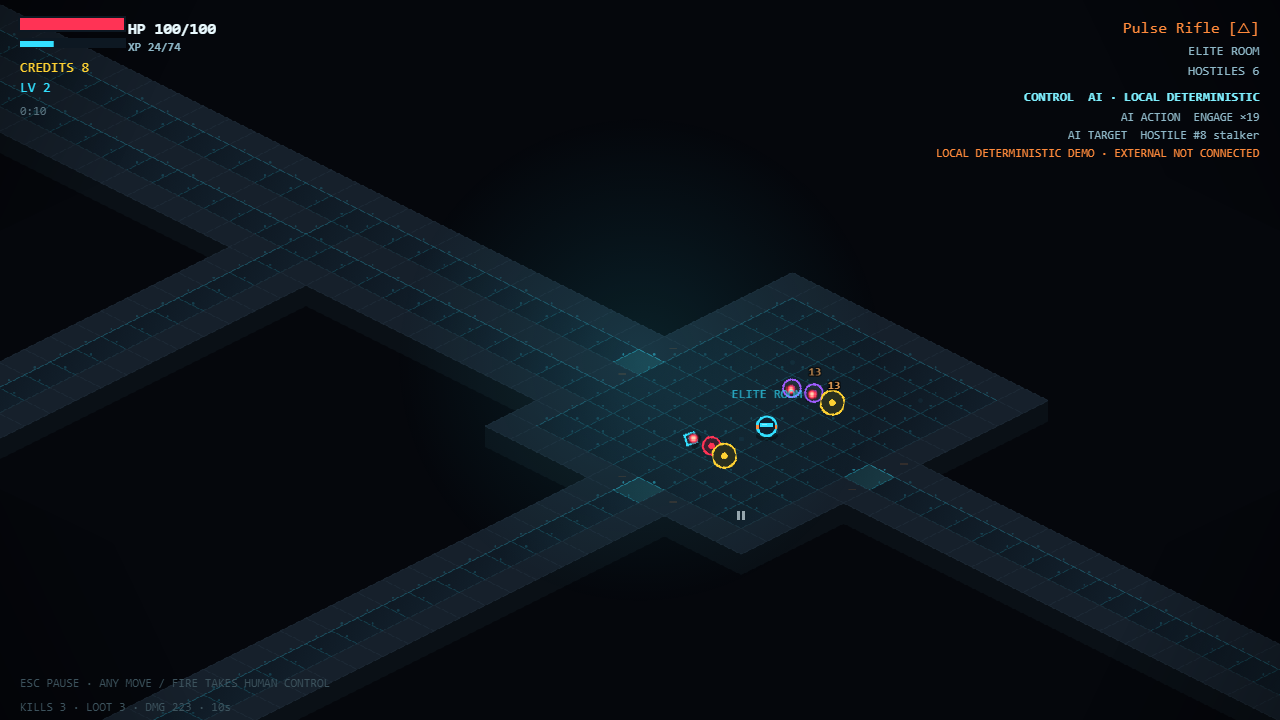 HP 100/100
XP 24/74
CREDITS 8
LV 2
0:10
Pulse Rifle [△]
ELITE ROOM
HOSTILES 6
CONTROL AI · LOCAL DETERMINISTIC
AI ACTION ENGAGE ×19
AI TARGET HOSTILE #8 stalker
LOCAL DETERMINISTIC DEMO · EXTERNAL NOT CONNECTED
13
13
ELITE ROOM
ESC PAUSE · ANY MOVE / FIRE TAKES HUMAN CONTROL
KILLS 3 · LOOT 3 · DMG 223 · 10s